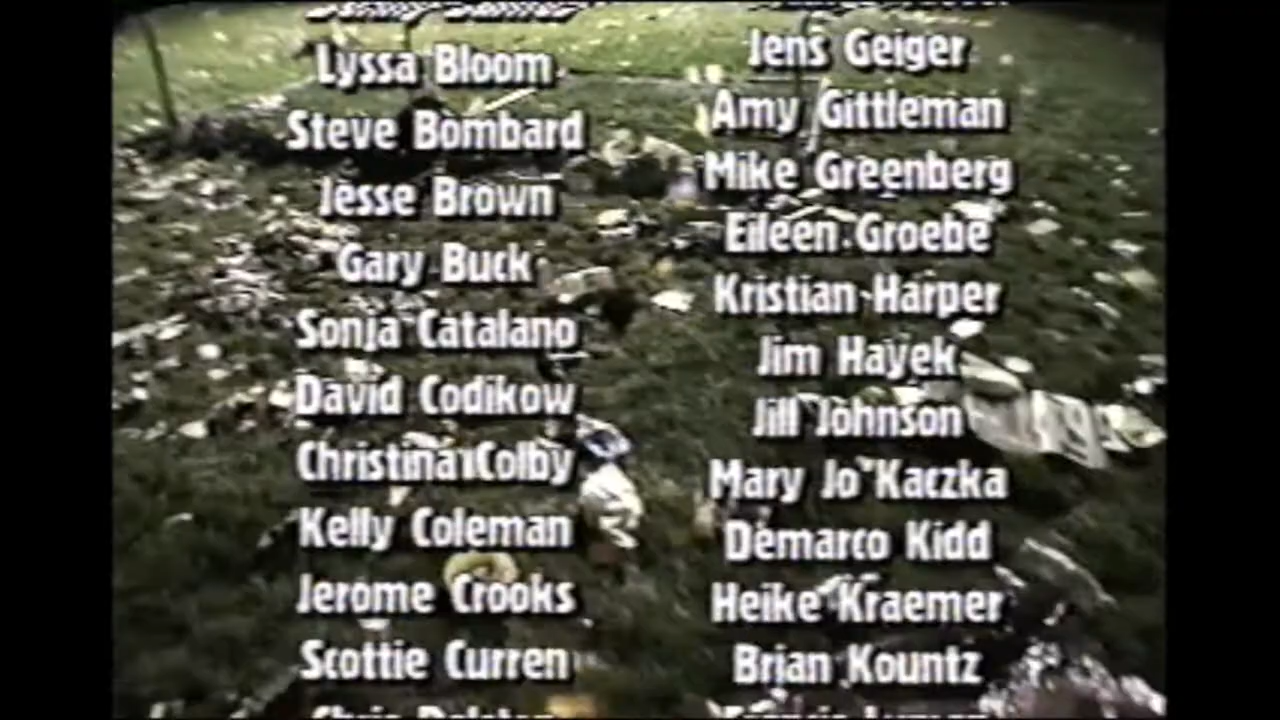 Lyssa Bloom
Steve Bombard
Jesse Brown
Gary Buck
Sonja Catalano
David Codikow
Christina Colby
Kelly Coleman
Jerome Crooks
Scottie Curren
Jens Geiger
Amy Gittleman
Mike Greenberg
Eileen Groebe
Kristian Harper
Jim Hayek
Jill Johnson
Mary Jo Kaczka
Demarco Kidd
Heike Kraemer
Brian Kountz